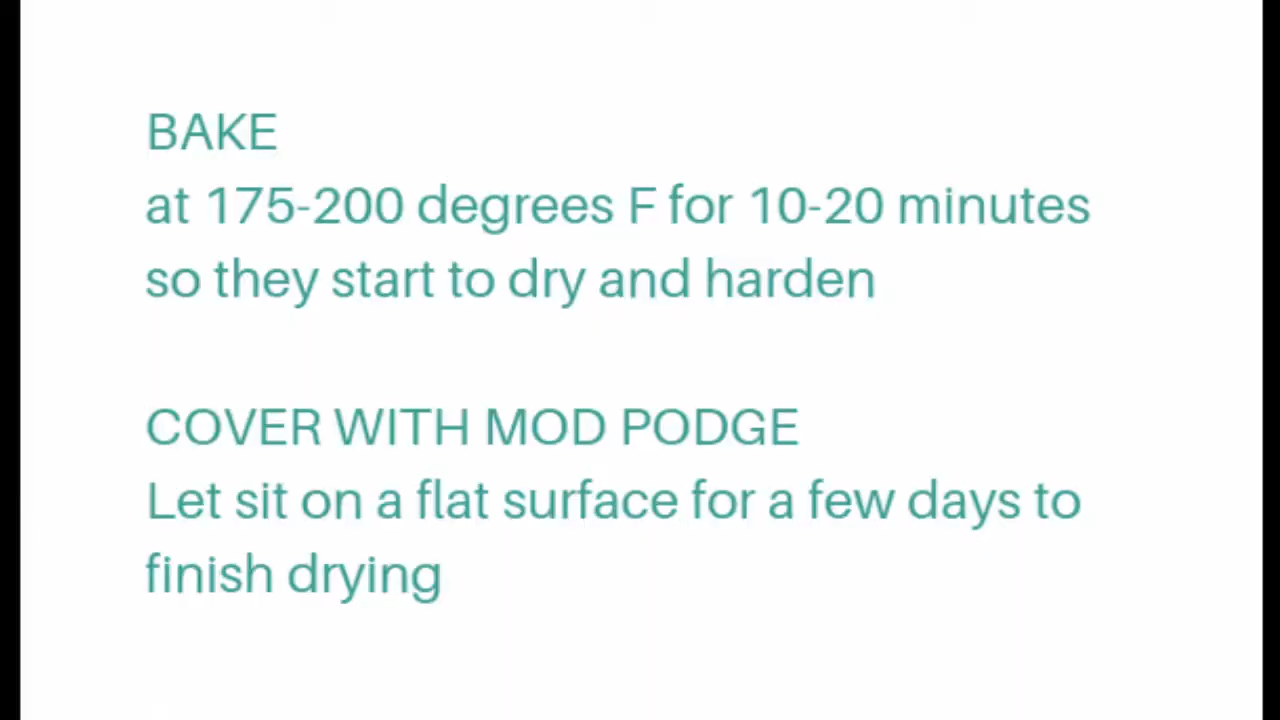 BAKE
at 175-200 degrees F for 10-20 minutes
so they start to dry and harden
COVER WITH MOD PODGE
Let sit on a flat surface for a few days to
finish drying